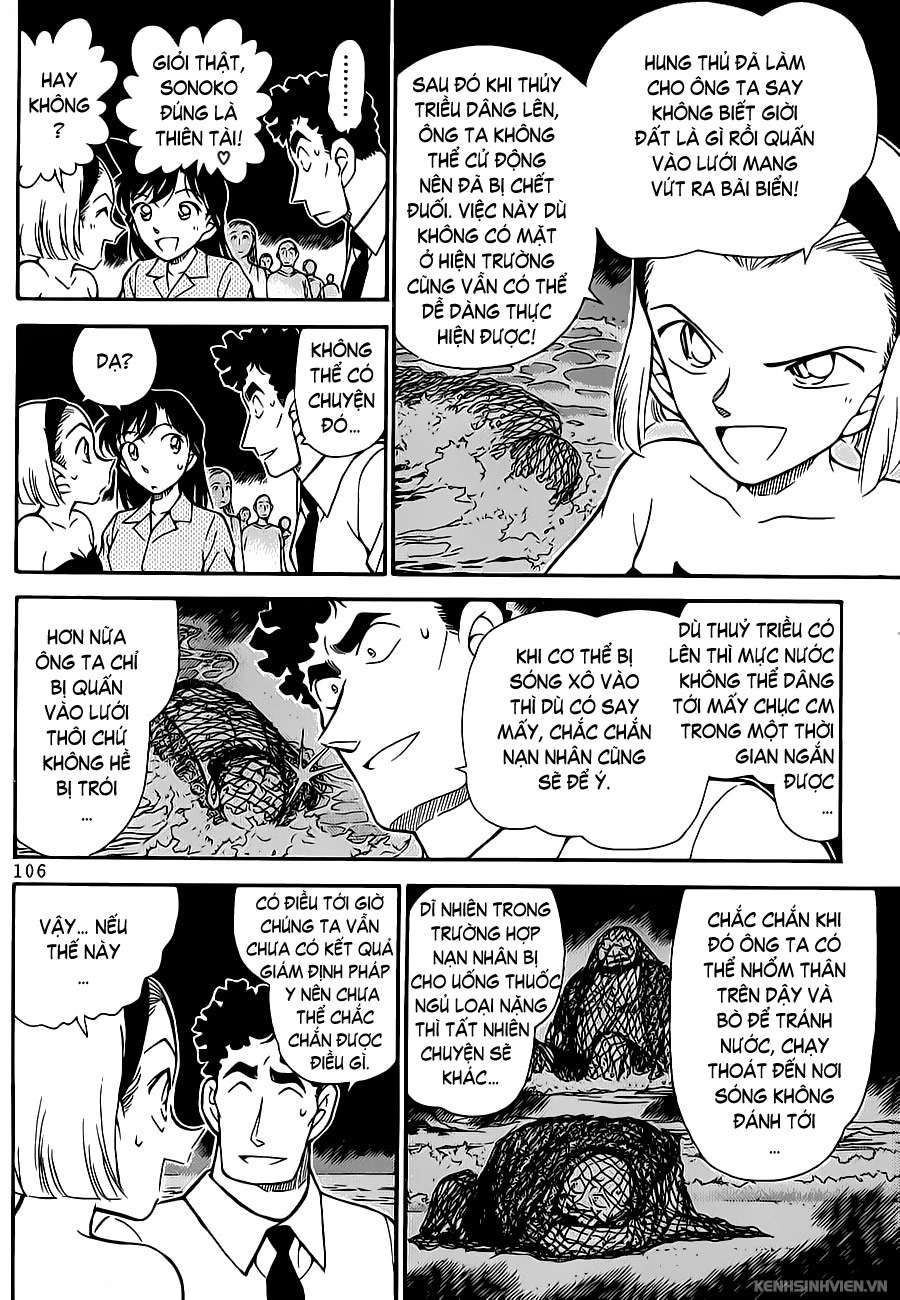 HUNG THỦ ĐÃ LÀM
CHO ÔNG TA SAY
KHÔNG BIẾT GIỜI
ĐẤT LÀ GÌ RỒI QUẤN
VÀO LƯỚI MANG
VỨT RA BÀI BIỂN!
SAU ĐÓ KHI THỦY
TRIỀU DÂNG LÊN,
ÔNG TA KHÔNG
THỂ CỬ ĐỘNG
NÊN ĐÃ BỊ CHẾT
ĐUỐI. VIỆC NÀY DÙ
KHÔNG CÓ MẶT
Ở HIỆN TRƯỜNG
CŨNG VẪN CÓ THỂ
DỄ DÀNG THỰC
HIỆN ĐƯỢC!
.........
GIỎI THẬT,
SONOKO
ĐÚNG LÀ
THIÊN TÀI!
♡
HAY
KHÔNG
?
KHÔNG
THỂ CÓ
CHUYỆN
ĐÓ...
DẠ?
DÙ THUỶ TRIỀU CÓ
LÊN THÌ MỰC NƯỚC
KHÔNG THỂ DÂNG
TỚI MẤY CHỤC CM
TRONG MỘT THỜI
GIAN NGẮN
ĐƯỢC
...
KHI CƠ THỂ BỊ
SÓNG XÔ VÀO
THÌ DÙ CÓ SAY
MẤY, CHẮC CHẮN
NẠN NHÂN CŨNG
SẼ ĐỂ Ý.
HƠN NỮA
ÔNG TA CHỈ
BỊ QUẤN
VÀO LƯỚI
THÔI CHỨ
KHÔNG HỀ
BỊ TRÓI
...
106
CHẮC CHẮN KHI
ĐÓ ÔNG TA CÓ
THỂ NHỔM THÂN
TRÊN DẬY VÀ
BÒ ĐỂ TRÁNH
NƯỚC, CHẠY
THOÁT ĐẾN NƠI
SÓNG KHÔNG
ĐÁNH TỚI
...
DĨ NHIÊN TRONG
TRƯỜNG HỢP
NẠN NHÂN BỊ
CHO UỐNG THUỐC
NGỦ LOẠI NẶNG
THÌ TẤT NHIÊN
CHUYỆN SẼ
KHÁC...
CÓ ĐIỀU TỚI GIỜ
CHÚNG TA VẪN
CHƯA CÓ KẾT QUẢ
GIÁM ĐỊNH PHÁP
Y NÊN CHƯA
THỂ CHẮC
CHẮN ĐƯỢC
ĐIỀU GÌ.
VẬY... NẾU
THẾ NÀY
...
KENHSINHVIEN.VN